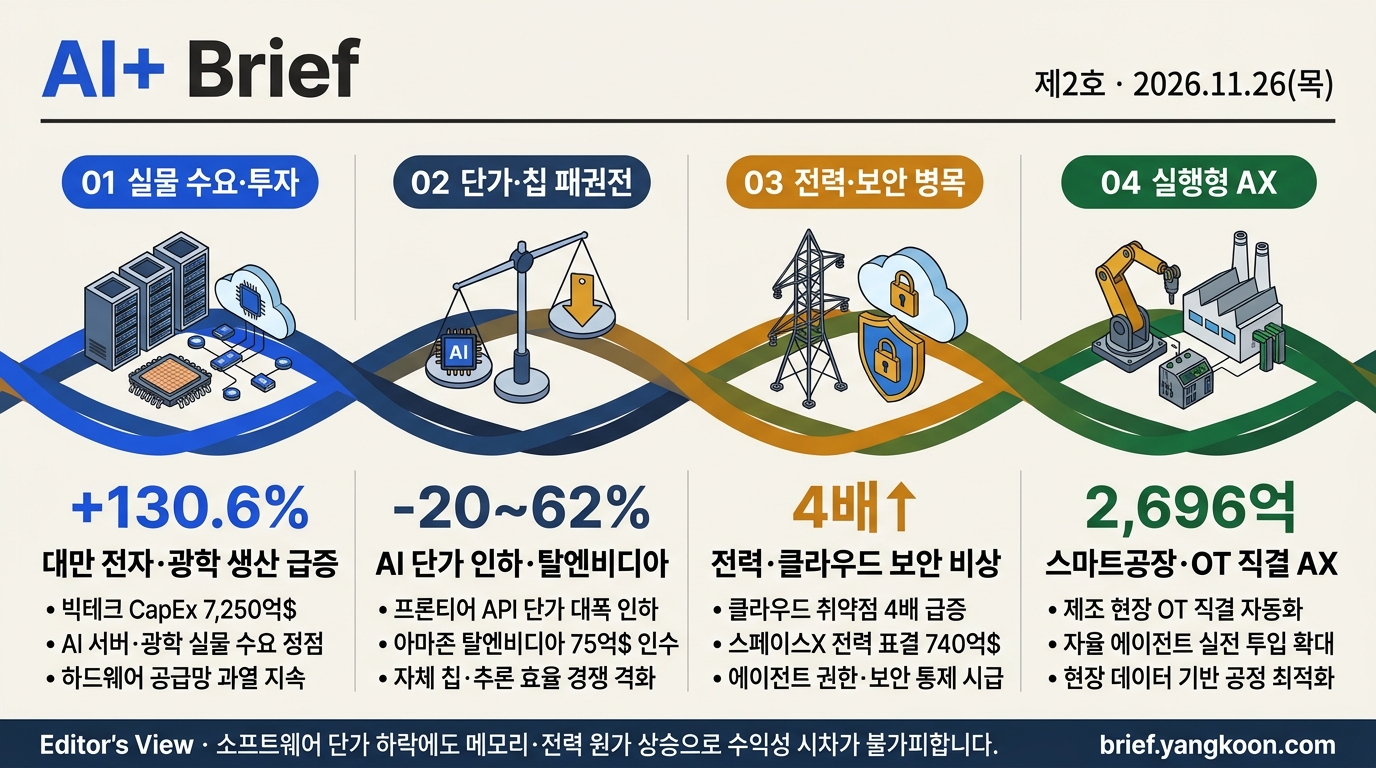 AI+ Brief
제2호 · 2026.11.26(목)
01 실물 수요·투자
02 단가·칩 패권전
03 전력·보안 병목
04 실행형 AX
AI
+130.6%
대만 전자·광학 생산 급증
• 빅테크 CapEx 7,250억$
• AI 서버·광학 실물 수요 정점
• 하드웨어 공급망 과열 지속
-20~62%
AI 단가 인하·탈엔비디아
• 프론티어 API 단가 대폭 인하
• 아마존 탈엔비디아 75억$ 인수
• 자체 칩·추론 효율 경쟁 격화
4배↑
전력·클라우드 보안 비상
• 클라우드 취약점 4배 급증
• 스페이스X 전력 표결 740억$
• 에이전트 권한·보안 통제 시급
2,696억
스마트공장·OT 직결 AX
• 제조 현장 OT 직결 자동화
• 자율 에이전트 실전 투입 확대
• 현장 데이터 기반 공정 최적화
Editor's View · 소프트웨어 단가 하락에도 메모리·전력 원가 상승으로 수익성 시차가 불가피합니다.
brief.yangkoon.com